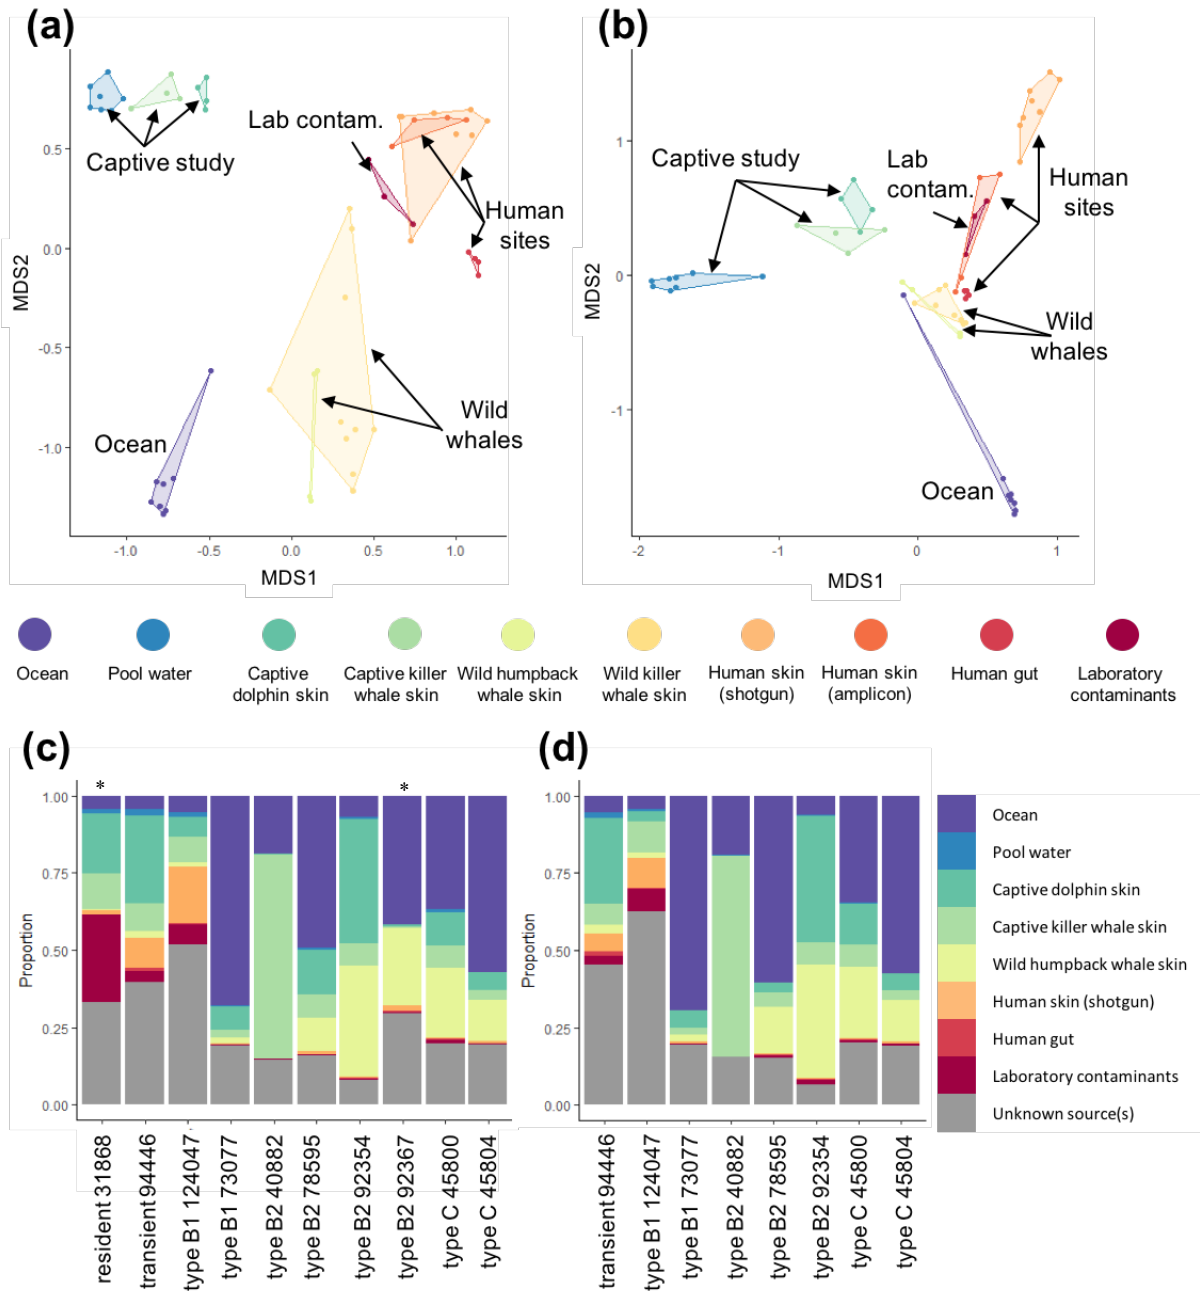 (a)
(b)
Captive study
Lab contam.
Human
sites
Wild
whales
Ocean
0.5
0.0
-0.5
-1.0
MDS2
-1.0
-0.5
0.0
0.5
1.0
MDS1
Captive study
Lab
contam.
Human
sites
Wild
whales
Ocean
1
0
-1
MDS2
-2
-1
0
1
MDS1
Ocean
Pool water
Captive
dolphin skin
Captive killer
whale skin
Wild humpback
whale skin
Wild killer
whale skin
Human skin
(shotgun)
Human skin
(amplicon)
Human gut
Laboratory
contaminants
(c)
(d)
*
*
1.00
0.75
0.50
0.25
0.00
Proportion
resident 31868
transient 94446
type B1 124047
type B1 73077
type B2 40882
type B2 78595
type B2 92354
type B2 92367
type C 45800
type C 45804
1.00
0.75
0.50
0.25
0.00
Proportion
transient 94446
type B1 124047
type B1 73077
type B2 40882
type B2 78595
type B2 92354
type C 45800
type C 45804
Ocean
Pool water
Captive dolphin skin
Captive killer whale skin
Wild humpback whale skin
Human skin (shotgun)
Human gut
Laboratory contaminants
Unknown source(s)